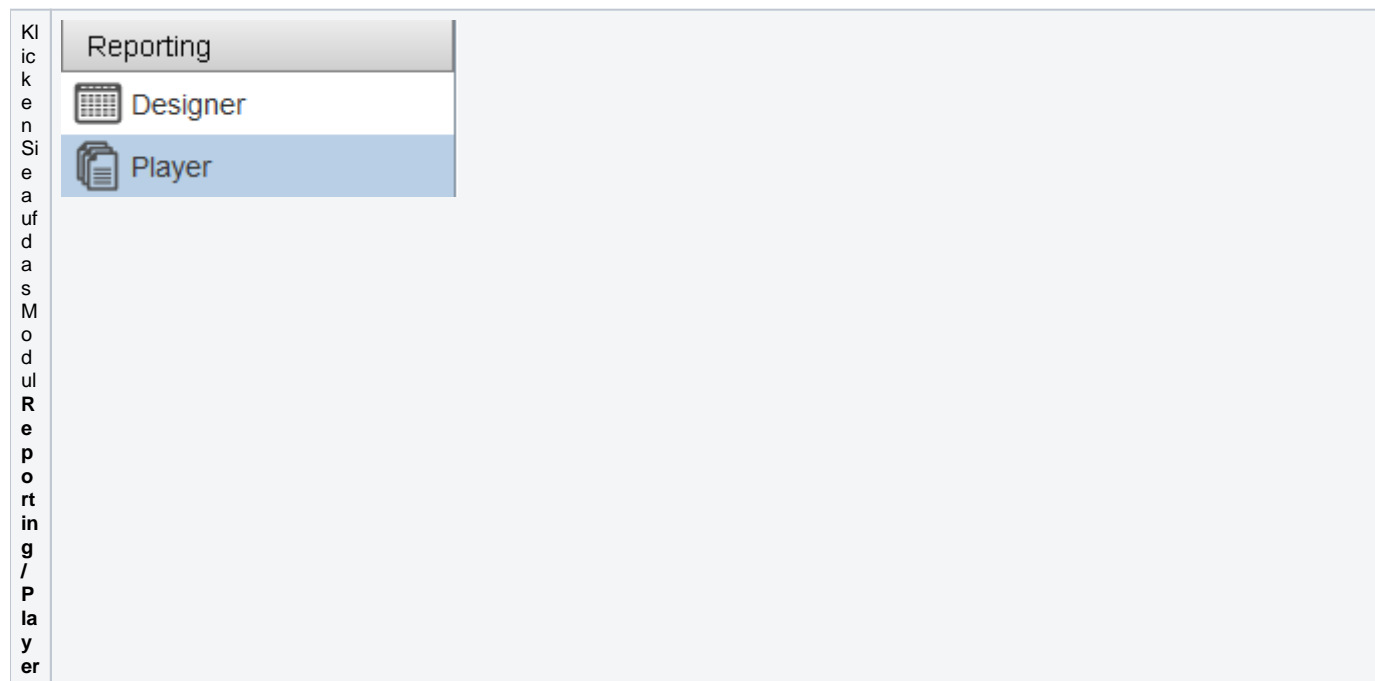 Kl
ic
k
e
n
Si
e
a
uf
d
a
s
M
o
d
ul
R
e
p
o
rt
in
g
/
P
la
y
er
Reporting
Designer
Player